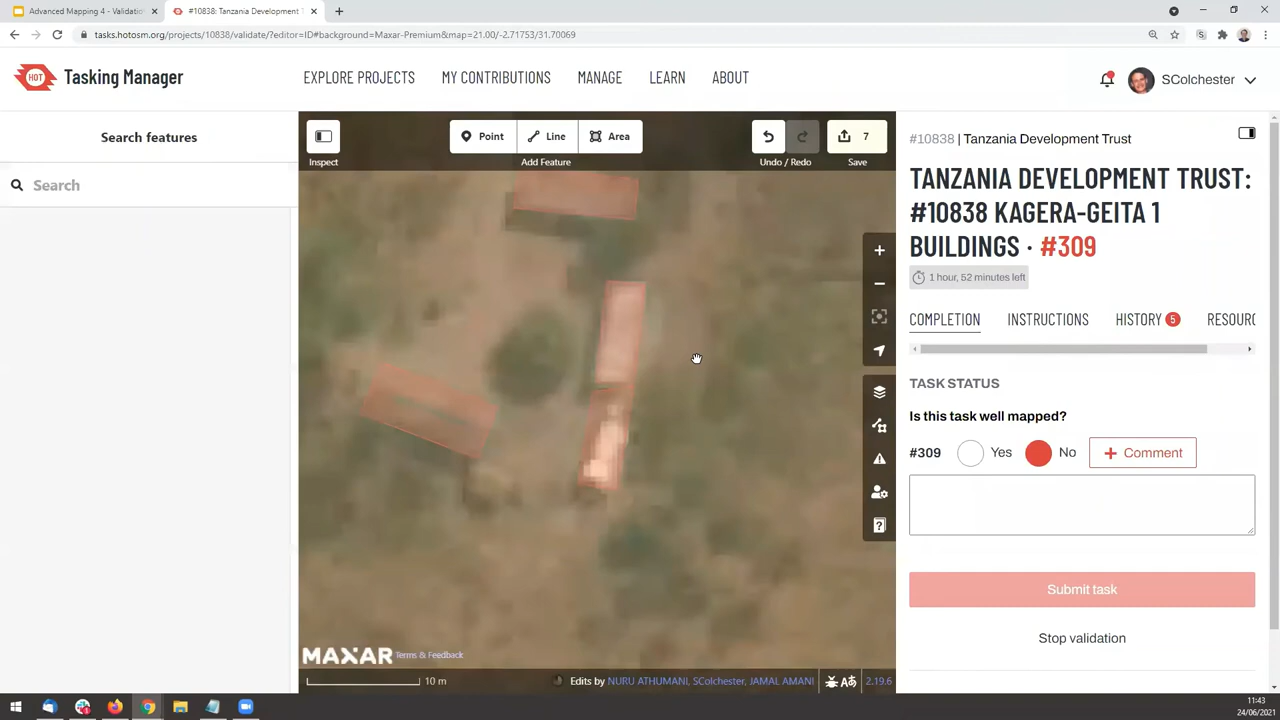 Advanced Mapping 4 - Validatio
#10838: Tanzania Development T
tasks.hotosm.org/projects/10838/validate/?editor=ID#background=Maxar-Premium&map=21.00/-2.71753/31.70069
HOT
Tasking Manager
EXPLORE PROJECTS
MY CONTRIBUTIONS
MANAGE
LEARN
ABOUT
SColchester
Search features
Search
Inspect
Point
Line
Area
Add Feature
Undo / Redo
7
Save
MAXAR Terms & Feedback
10 m
Edits by NURU ATHUMANI, SColchester, JAMAL AMANI
2.19.6
#10838 | Tanzania Development Trust
TANZANIA DEVELOPMENT TRUST:
#10838 KAGERA-GEITA 1
BUILDINGS · #309
1 hour, 52 minutes left
COMPLETION
INSTRUCTIONS
HISTORY 5
RESOURC
TASK STATUS
Is this task well mapped?
#309
Yes
No
+ Comment
Submit task
Stop validation
11:43
24/06/2021